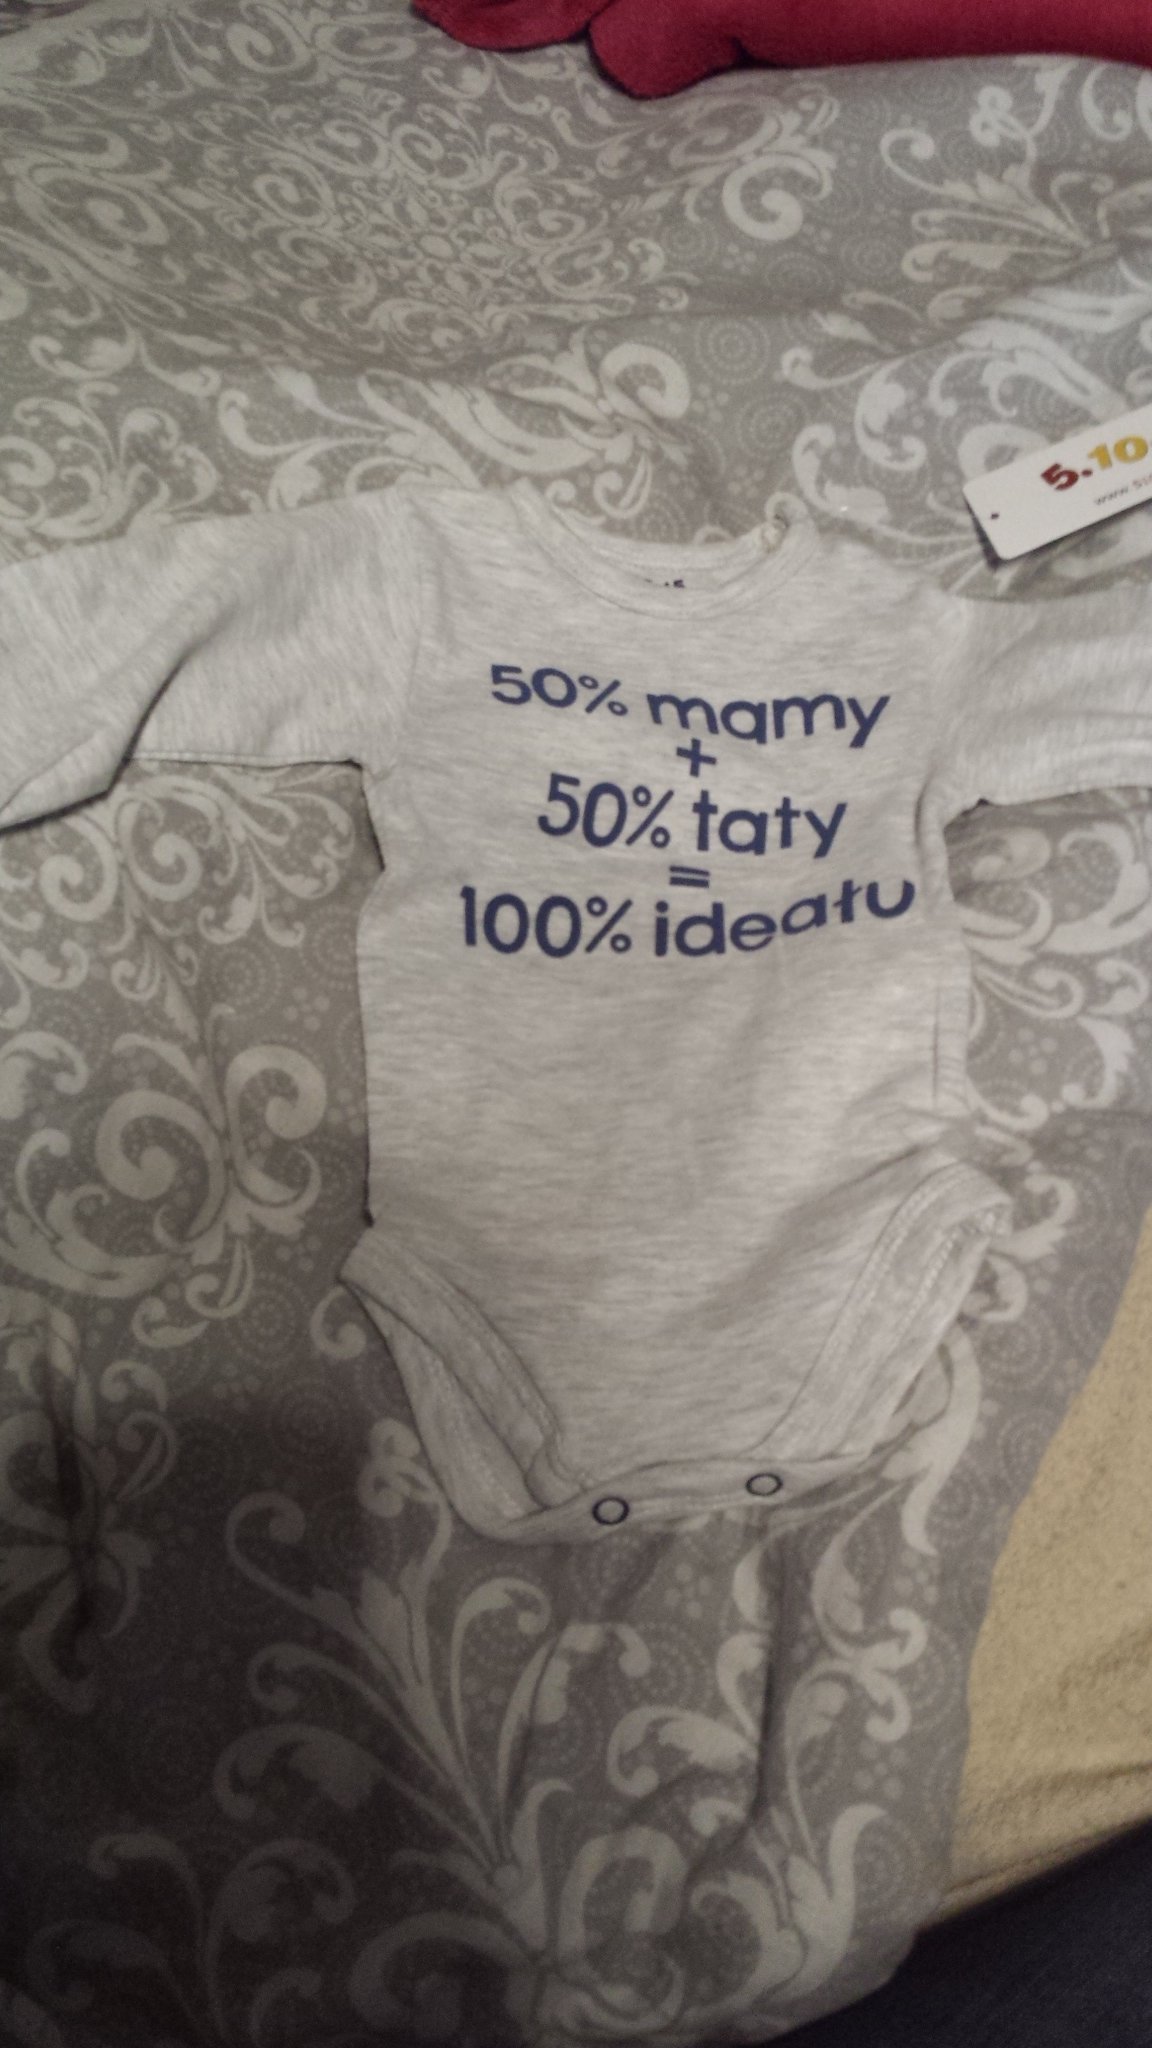 5.10
50% mamy
+
50% taty
=
100% ideału